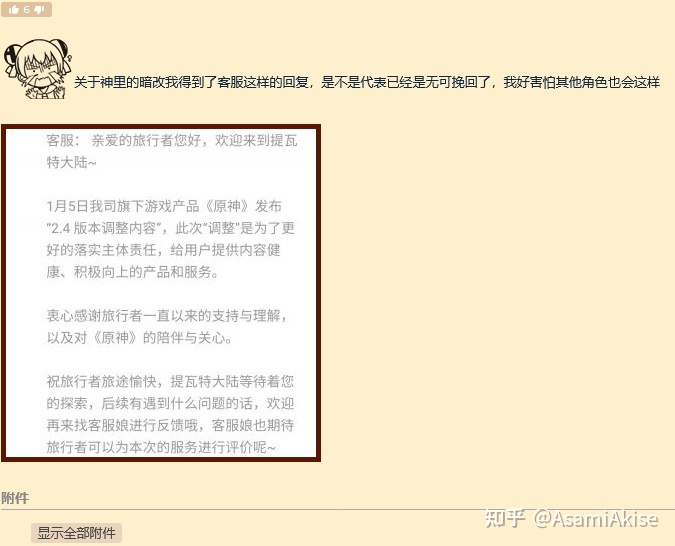 6
关于神里的暗改我得到了客服这样的回复，是不是代表已经是无可挽回了，我好害怕其他角色也会这样
客服： 亲爱的旅行者您好，欢迎来到提瓦
特大陆~
1月5日我司旗下游戏产品《原神》发布
“2.4 版本调整内容”，此次“调整”是为了更
好的落实主体责任，给用户提供内容健
康、积极向上的产品和服务。
衷心感谢旅行者一直以来的支持与理解，
以及对《原神》的陪伴与关心。
祝旅行者旅途愉快，提瓦特大陆等待着您
的探索，后续有遇到什么问题的话，欢迎
再来找客服娘进行反馈哦，客服娘也期待
旅行者可以为本次的服务进行评价呢~
附件
知乎 @AsamiAkise
显示全部附件